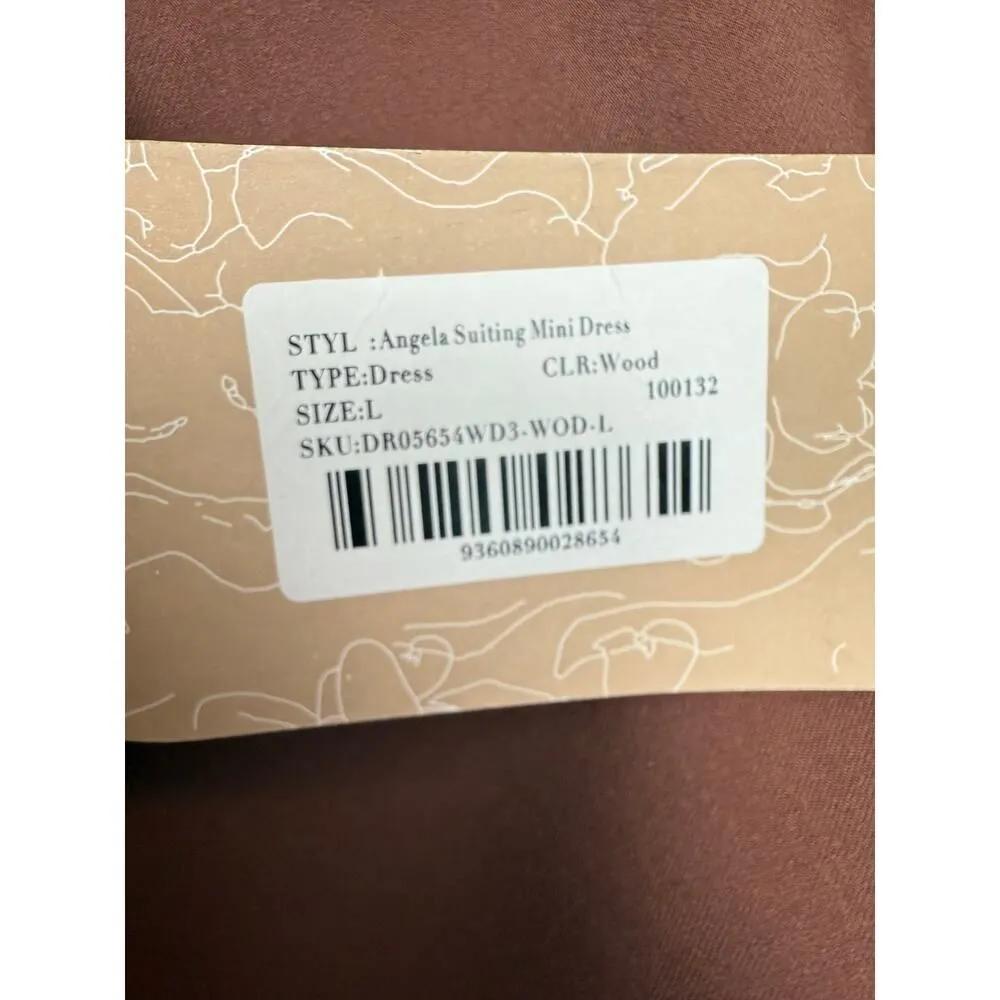 STYL :Angela Suiting Mini Dress
TYPE:Dress CLR:Wood
100132
SIZE:L
SKU:DR05654WD3-WOD-L
9360890028654